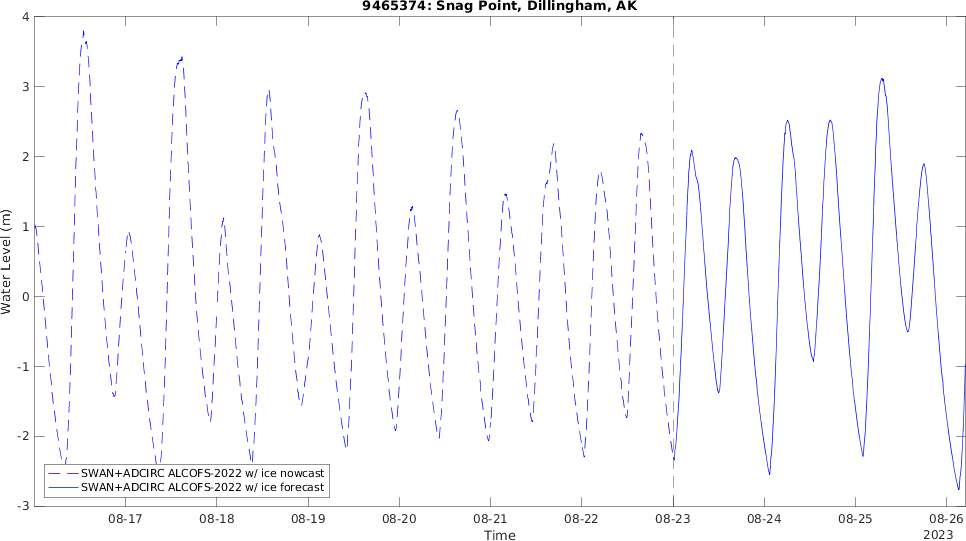 9465374: Snag Point, Dillingham, AK
4
3
2
1
0
-1
-2
-3
Water Level (m)
SWAN+ADCIRC ALCOFS-2022 w/ ice nowcast
SWAN+ADCIRC ALCOFS-2022 w/ ice forecast
08-17 08-18 08-19 08-20 08-21 08-22 08-23 08-24 08-25 08-26
Time
2023